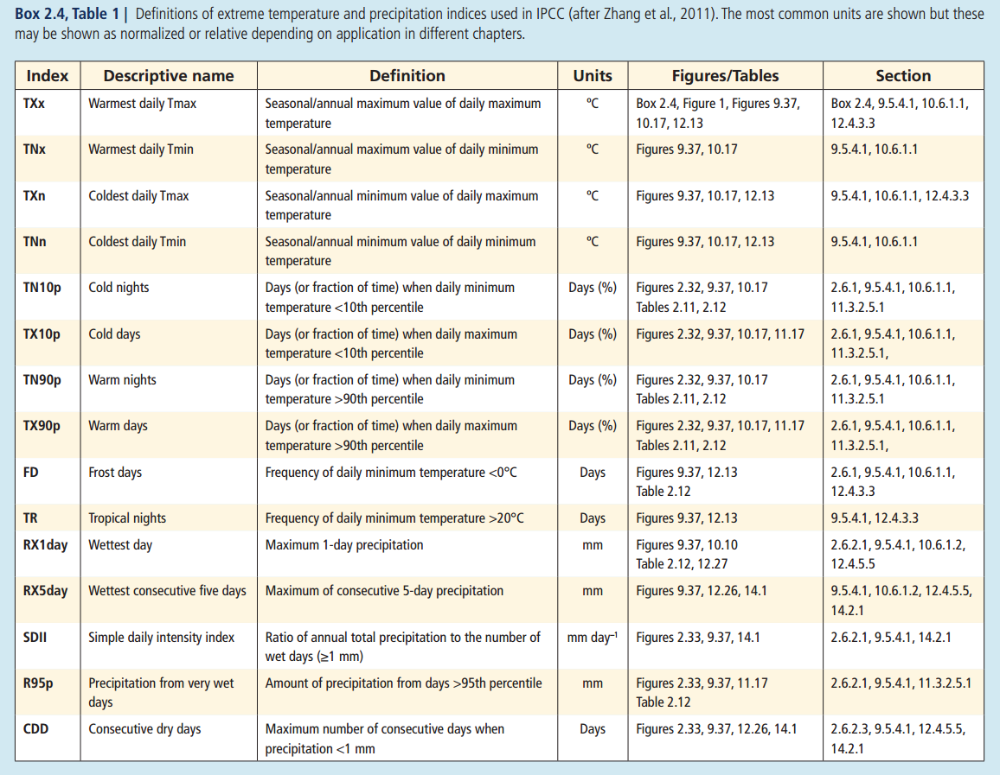 Box 2.4, Table 1 | Definitions of extreme temperature and precipitation indices used in IPCC (after Zhang et al., 2011). The most common units are shown but these
may be shown as normalized or relative depending on application in different chapters.
Index Descriptive name Definition Units Figures/Tables Section
TXx Warmest daily Tmax Seasonal/annual maximum value of daily maximum ºC Box 2.4, Figure 1, Figures 9.37, Box 2.4, 9.5.4.1, 10.6.1.1,
temperature 10.17, 12.13 12.4.3.3
TNx Warmest daily Tmin Seasonal/annual maximum value of daily minimum ºC Figures 9.37, 10.17 9.5.4.1, 10.6.1.1
temperature
TXn Coldest daily Tmax Seasonal/annual minimum value of daily maximum ºC Figures 9.37, 10.17, 12.13 9.5.4.1, 10.6.1.1, 12.4.3.3
temperature
TNn Coldest daily Tmin Seasonal/annual minimum value of daily minimum ºC Figures 9.37, 10.17, 12.13 9.5.4.1, 10.6.1.1
temperature
TN10p Cold nights Days (or fraction of time) when daily minimum Days (%) Figures 2.32, 9.37, 10.17 2.6.1, 9.5.4.1, 10.6.1.1,
temperature <10th percentile Tables 2.11, 2.12 11.3.2.5.1
TX10p Cold days Days (or fraction of time) when daily maximum Days (%) Figures 2.32, 9.37, 10.17, 11.17 2.6.1, 9.5.4.1, 10.6.1.1,
temperature <10th percentile 11.3.2.5.1,
TN90p Warm nights Days (or fraction of time) when daily minimum Days (%) Figures 2.32, 9.37, 10.17 2.6.1, 9.5.4.1, 10.6.1.1,
temperature >90th percentile Tables 2.11, 2.12 11.3.2.5.1
TX90p Warm days Days (or fraction of time) when daily maximum Days (%) Figures 2.32, 9.37, 10.17, 11.17 2.6.1, 9.5.4.1, 10.6.1.1,
temperature >90th percentile Tables 2.11, 2.12 11.3.2.5.1,
FD Frost days Frequency of daily minimum temperature <0°C Days Figures 9.37, 12.13 2.6.1, 9.5.4.1, 10.6.1.1,
Table 2.12 12.4.3.3
TR Tropical nights Frequency of daily minimum temperature >20°C Days Figures 9.37, 12.13 9.5.4.1, 12.4.3.3
RX1day Wettest day Maximum 1-day precipitation mm Figures 9.37, 10.10 2.6.2.1, 9.5.4.1, 10.6.1.2,
Table 2.12, 12.27 12.4.5.5
RX5day Wettest consecutive five days Maximum of consecutive 5-day precipitation mm Figures 9.37, 12.26, 14.1 9.5.4.1, 10.6.1.2, 12.4.5.5,
14.2.1
SDII Simple daily intensity index Ratio of annual total precipitation to the number of mm day–1 Figures 2.33, 9.37, 14.1 2.6.2.1, 9.5.4.1, 14.2.1
wet days (≥1 mm)
R95p Precipitation from very wet Amount of precipitation from days >95th percentile mm Figures 2.33, 9.37, 11.17 2.6.2.1, 9.5.4.1, 11.3.2.5.1
days Table 2.12
CDD Consecutive dry days Maximum number of consecutive days when Days Figures 2.33, 9.37, 12.26, 14.1 2.6.2.3, 9.5.4.1, 12.4.5.5,
precipitation <1 mm 14.2.1